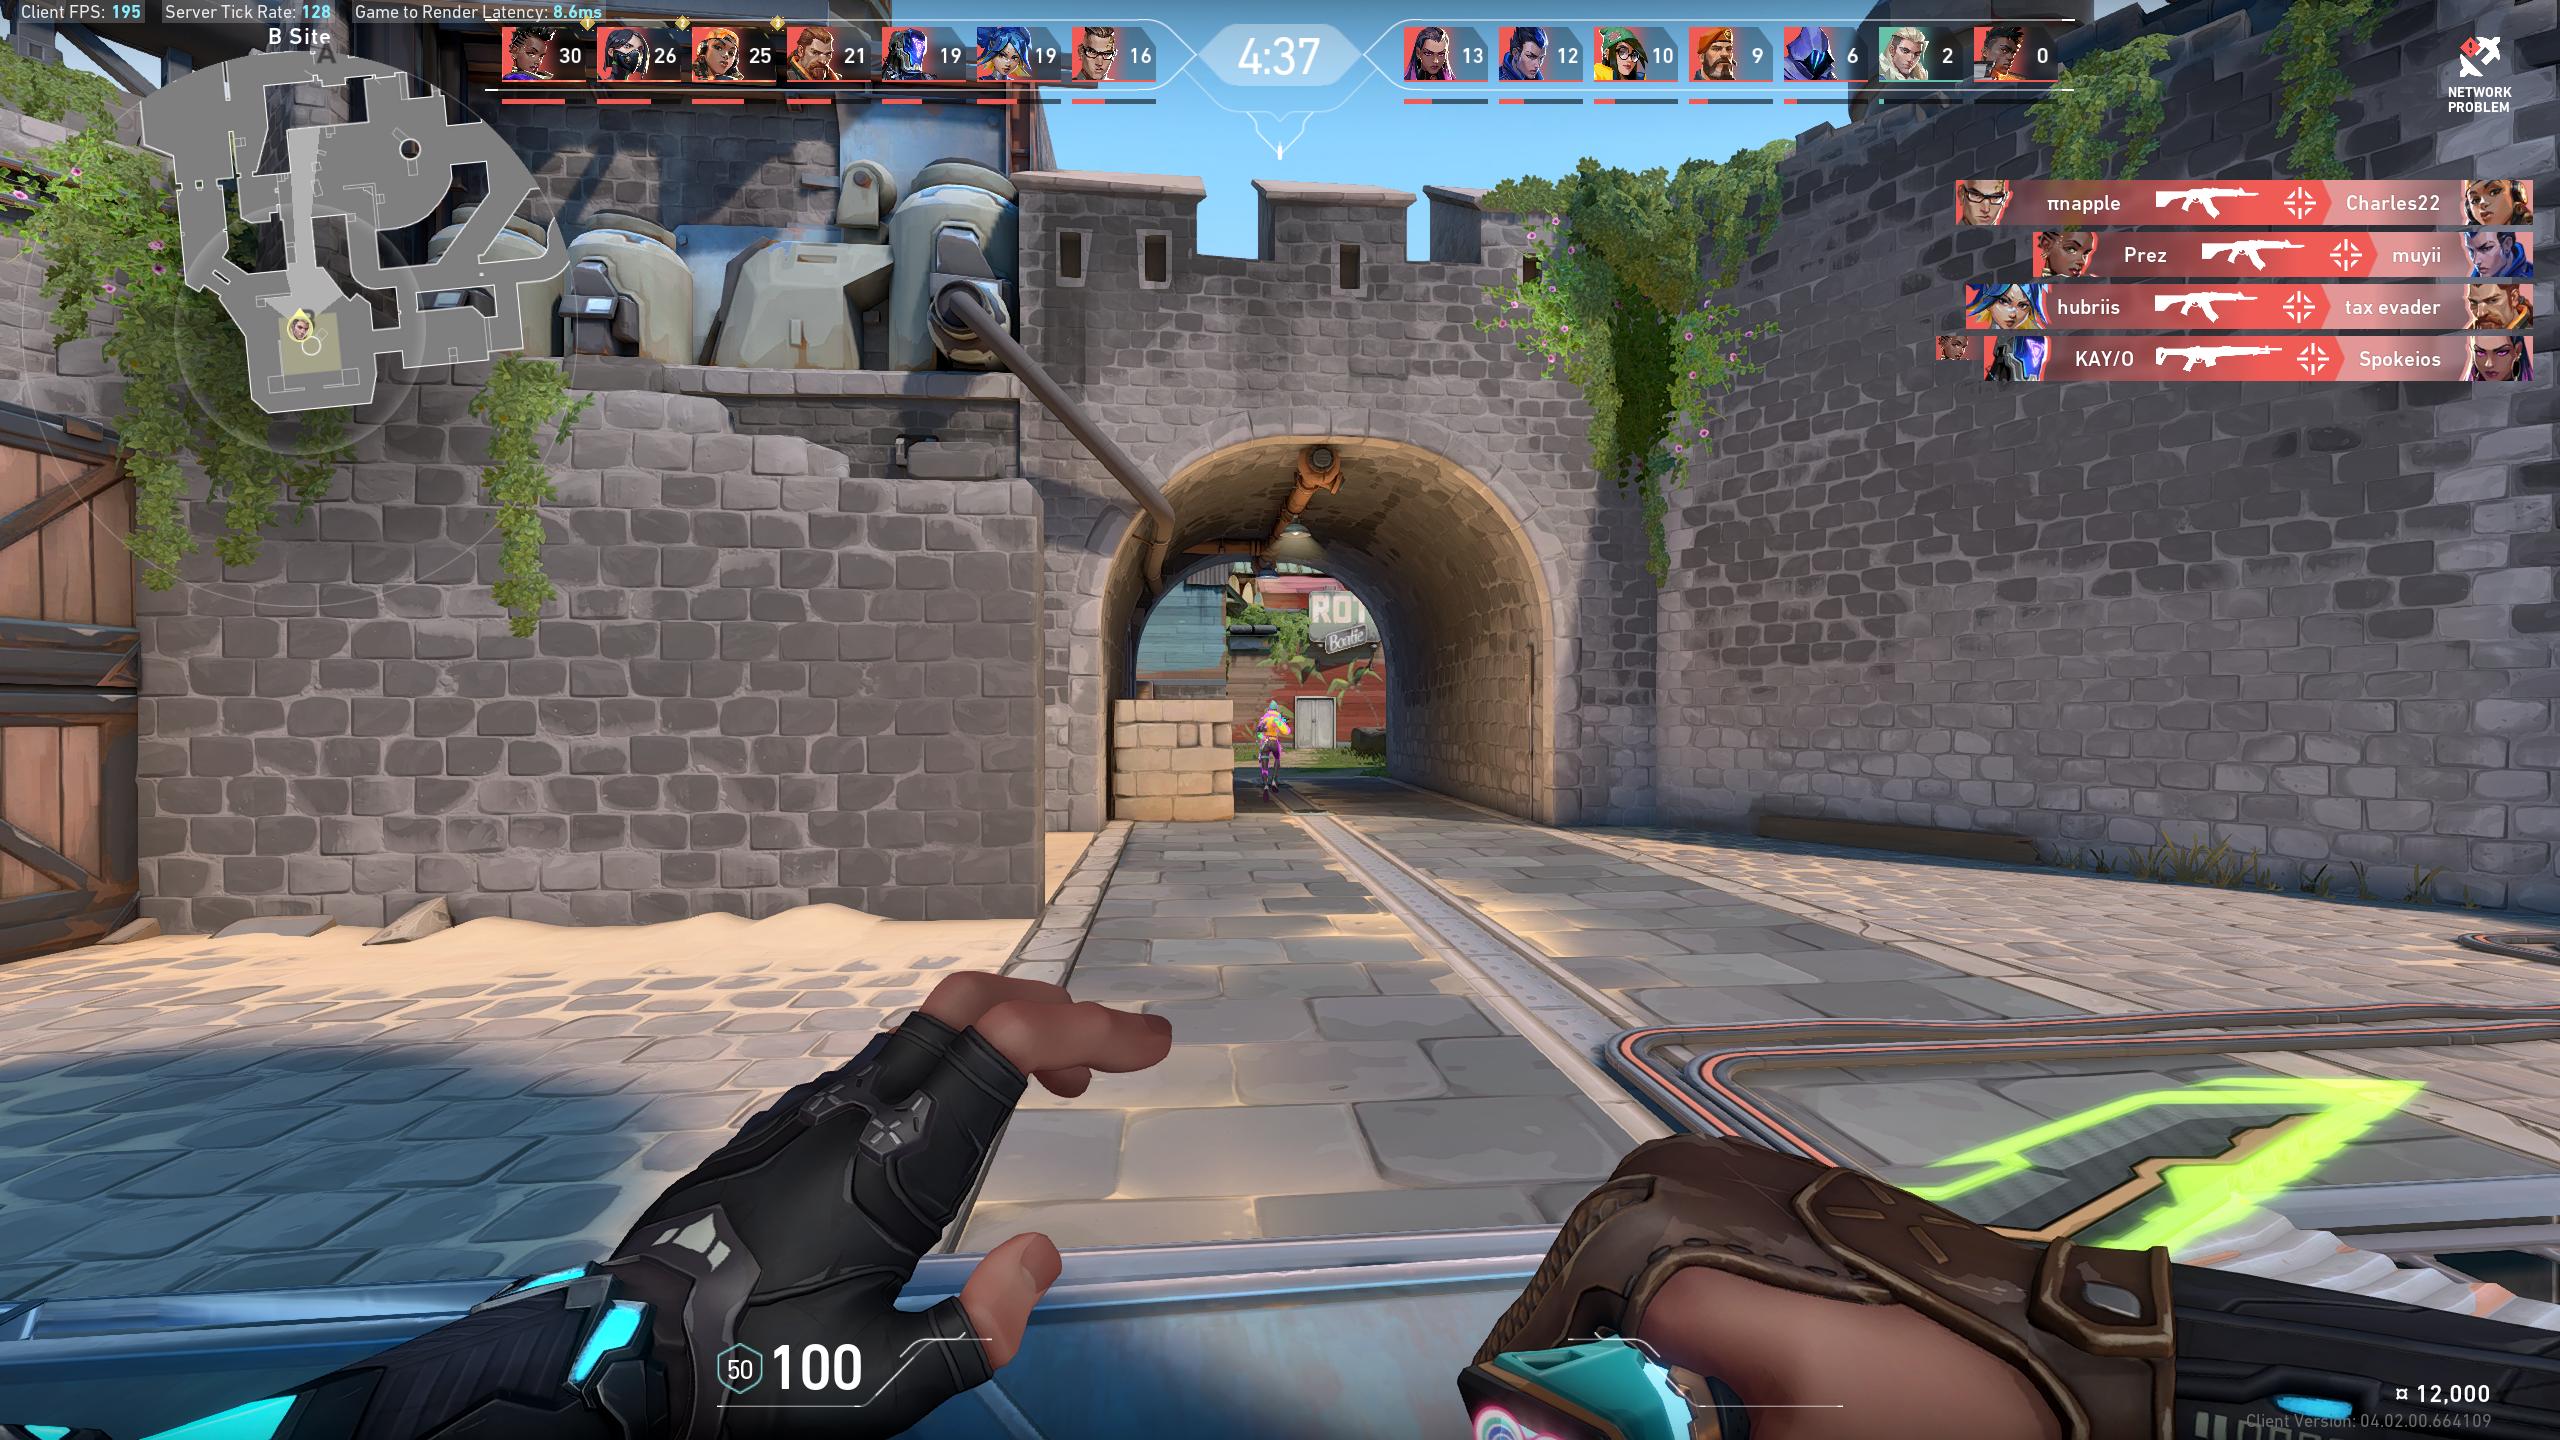 Client FPS: 195 Server Tick Rate: 128 Game to Render Latency: 8.6ms
B Site
A
30 26 25 21 19 19 16 4:37 13 12 10 9 6 2 0
NETWORK
PROBLEM
πnapple Charles22
Prez muyii
hubriis tax evader
KAY/O Spokeios
ROT
50 100
¤ 12,000
Client Version: 04.02.00.664109